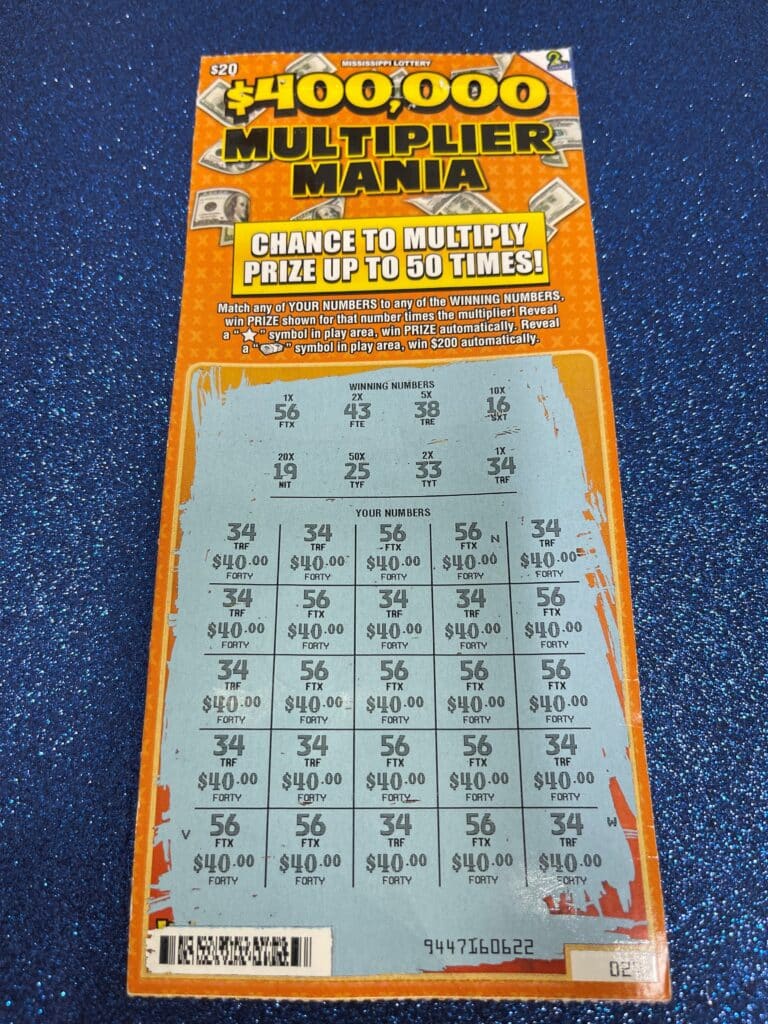 $20
MISSISSIPPI LOTTERY
2
$400,000
MULTIPLIER
MANIA
CHANCE TO MULTIPLY
PRIZE UP TO 50 TIMES!
Match any of YOUR NUMBERS to any of the WINNING NUMBERS,
win PRIZE shown for that number times the multiplier! Reveal
a "☆" symbol in play area, win PRIZE automatically. Reveal
a " " symbol in play area, win $200 automatically.
WINNING NUMBERS
1X 2X 5X 10X
56 43 38 16
FTX FTE TRE SXT
20X 50X 2X 1X
19 25 33 34
NIT TYF TYT TRF
YOUR NUMBERS
34 34 56 56 N 34
TRF TRF FTX FTX TRF
$40.00 $40.00 $40.00 $40.00 $40.00
FORTY FORTY FORTY FORTY FORTY
34 56 34 34 56
TRF FTX TRF TRF FTX
$40.00 $40.00 $40.00 $40.00 $40.00
FORTY FORTY FORTY FORTY FORTY
34 56 56 56 56
TRF FTX FTX FTX FTX
$40.00 $40.00 $40.00 $40.00 $40.00
FORTY FORTY FORTY FORTY FORTY
34 34 56 56 34
TRF TRF FTX FTX TRF
$40.00 $40.00 $40.00 $40.00 $40.00
FORTY FORTY FORTY FORTY FORTY
V 56 56 34 56 34 W
FTX FTX TRF FTX TRF
$40.00 $40.00 $40.00 $40.00 $40.00
FORTY FORTY FORTY FORTY FORTY
9447160622